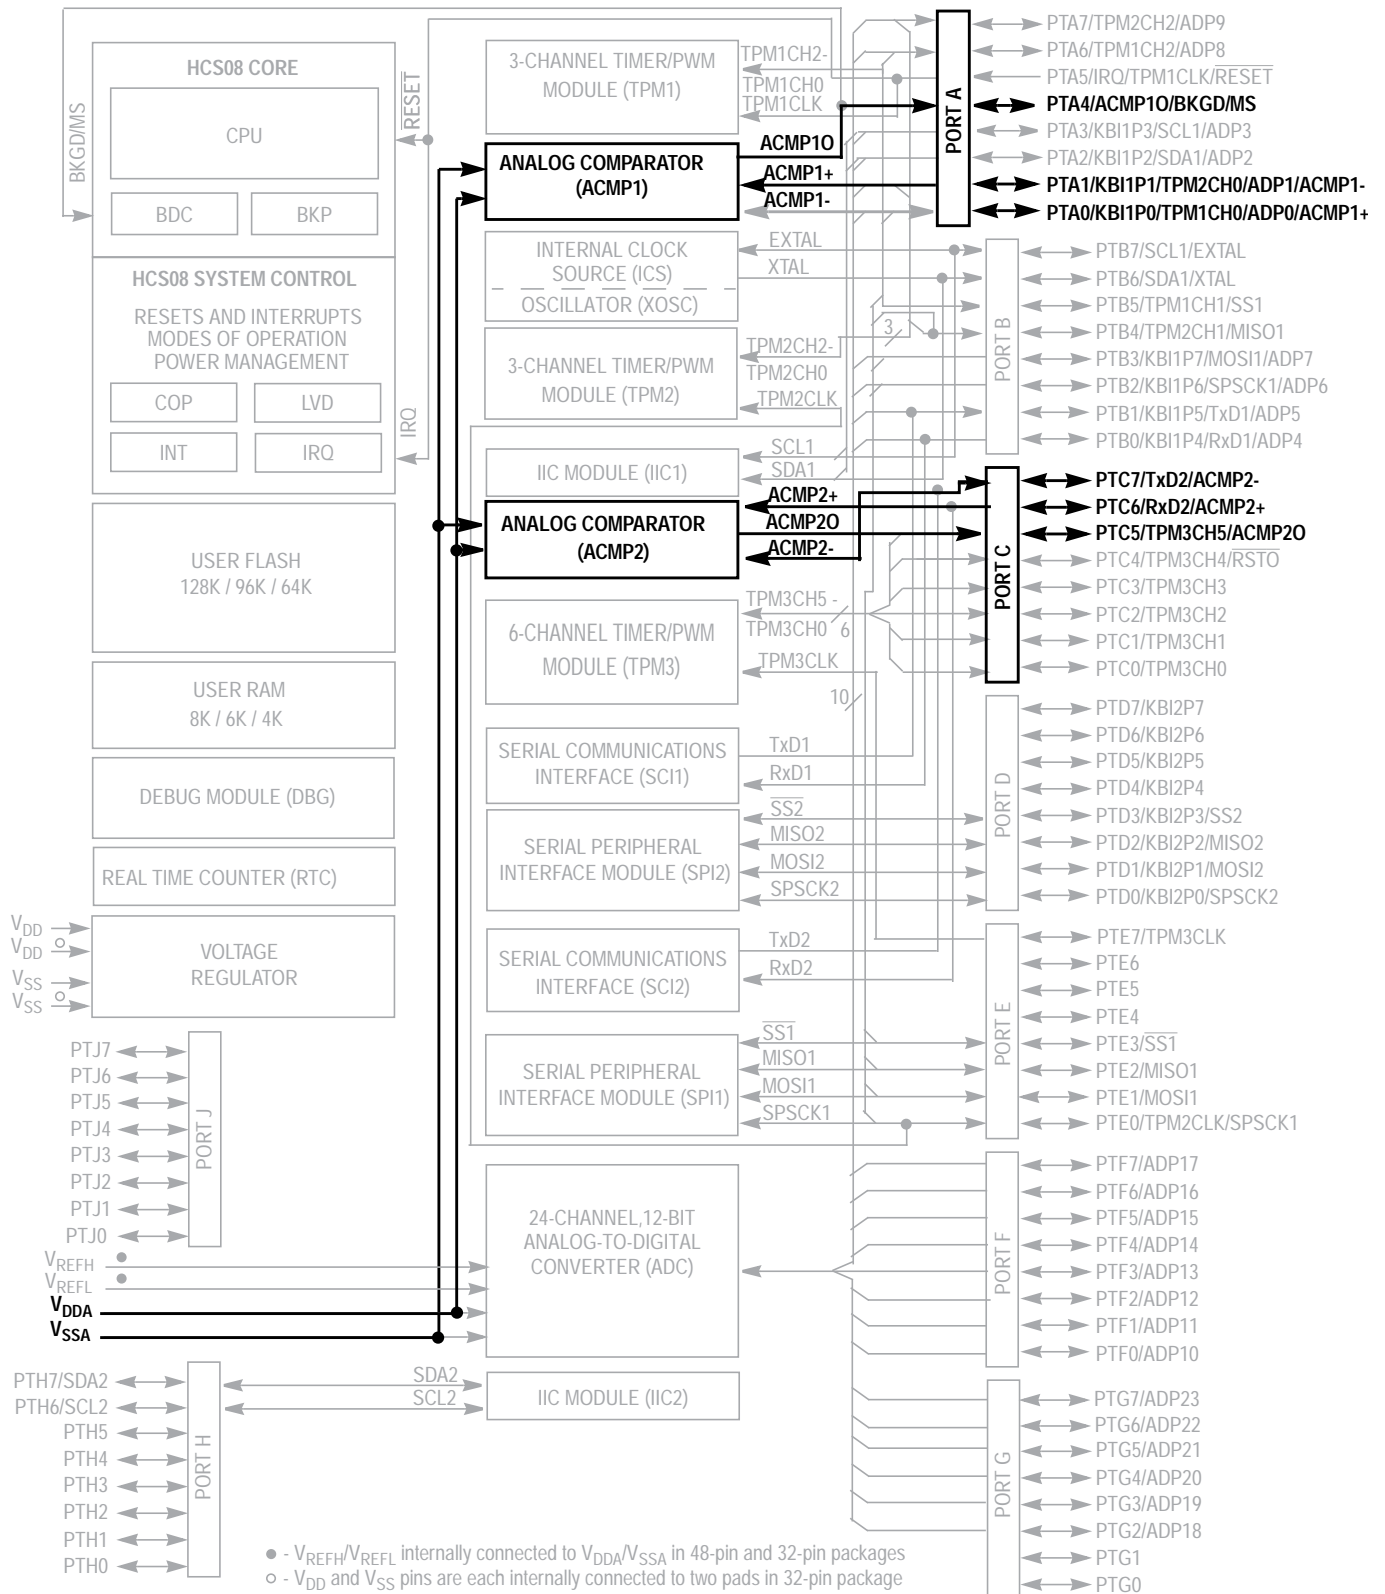 HCS08 CORE
CPU
BDC
BKP
BKGD/MS
RESET
HCS08 SYSTEM CONTROL
RESETS AND INTERRUPTS
MODES OF OPERATION
POWER MANAGEMENT
COP
LVD
INT
IRQ
IRQ
USER FLASH
128K / 96K / 64K
USER RAM
8K / 6K / 4K
DEBUG MODULE (DBG)
REAL TIME COUNTER (RTC)
VOLTAGE
REGULATOR
VDD
VDD
VSS
VSS
PTJ7
PTJ6
PTJ5
PTJ4
PTJ3
PTJ2
PTJ1
PTJ0
PORT J
VREFH
VREFL
VDDA
VSSA
PTH7/SDA2
PTH6/SCL2
PTH5
PTH4
PTH3
PTH2
PTH1
PTH0
PORT H
3-CHANNEL TIMER/PWM
MODULE (TPM1)
TPM1CH2-
TPM1CH0
TPM1CLK
ANALOG COMPARATOR
(ACMP1)
ACMP1O
ACMP1+
ACMP1-
INTERNAL CLOCK
SOURCE (ICS)
OSCILLATOR (XOSC)
EXTAL
XTAL
3-CHANNEL TIMER/PWM
MODULE (TPM2)
TPM2CH2-
TPM2CH0
TPM2CLK
3
IIC MODULE (IIC1)
SCL1
SDA1
ANALOG COMPARATOR
(ACMP2)
ACMP2+
ACMP2O
ACMP2-
6-CHANNEL TIMER/PWM
MODULE (TPM3)
TPM3CH5 -
TPM3CH0 6
TPM3CLK
10
SERIAL COMMUNICATIONS
INTERFACE (SCI1)
TxD1
RxD1
SERIAL PERIPHERAL
INTERFACE MODULE (SPI2)
SS2
MISO2
MOSI2
SPSCK2
SERIAL COMMUNICATIONS
INTERFACE (SCI2)
TxD2
RxD2
SERIAL PERIPHERAL
INTERFACE MODULE (SPI1)
SS1
MISO1
MOSI1
SPSCK1
24-CHANNEL,12-BIT
ANALOG-TO-DIGITAL
CONVERTER (ADC)
IIC MODULE (IIC2)
SDA2
SCL2
PORT A
PTA7/TPM2CH2/ADP9
PTA6/TPM1CH2/ADP8
PTA5/IRQ/TPM1CLK/RESET
PTA4/ACMP1O/BKGD/MS
PTA3/KBI1P3/SCL1/ADP3
PTA2/KBI1P2/SDA1/ADP2
PTA1/KBI1P1/TPM2CH0/ADP1/ACMP1-
PTA0/KBI1P0/TPM1CH0/ADP0/ACMP1+
PORT B
PTB7/SCL1/EXTAL
PTB6/SDA1/XTAL
PTB5/TPM1CH1/SS1
PTB4/TPM2CH1/MISO1
PTB3/KBI1P7/MOSI1/ADP7
PTB2/KBI1P6/SPSCK1/ADP6
PTB1/KBI1P5/TxD1/ADP5
PTB0/KBI1P4/RxD1/ADP4
PORT C
PTC7/TxD2/ACMP2-
PTC6/RxD2/ACMP2+
PTC5/TPM3CH5/ACMP2O
PTC4/TPM3CH4/RSTO
PTC3/TPM3CH3
PTC2/TPM3CH2
PTC1/TPM3CH1
PTC0/TPM3CH0
PORT D
PTD7/KBI2P7
PTD6/KBI2P6
PTD5/KBI2P5
PTD4/KBI2P4
PTD3/KBI2P3/SS2
PTD2/KBI2P2/MISO2
PTD1/KBI2P1/MOSI2
PTD0/KBI2P0/SPSCK2
PORT E
PTE7/TPM3CLK
PTE6
PTE5
PTE4
PTE3/SS1
PTE2/MISO1
PTE1/MOSI1
PTE0/TPM2CLK/SPSCK1
PORT F
PTF7/ADP17
PTF6/ADP16
PTF5/ADP15
PTF4/ADP14
PTF3/ADP13
PTF2/ADP12
PTF1/ADP11
PTF0/ADP10
PORT G
PTG7/ADP23
PTG6/ADP22
PTG5/ADP21
PTG4/ADP20
PTG3/ADP19
PTG2/ADP18
PTG1
PTG0
- VREFH/VREFL internally connected to VDDA/VSSA in 48-pin and 32-pin packages
- VDD and VSS pins are each internally connected to two pads in 32-pin package